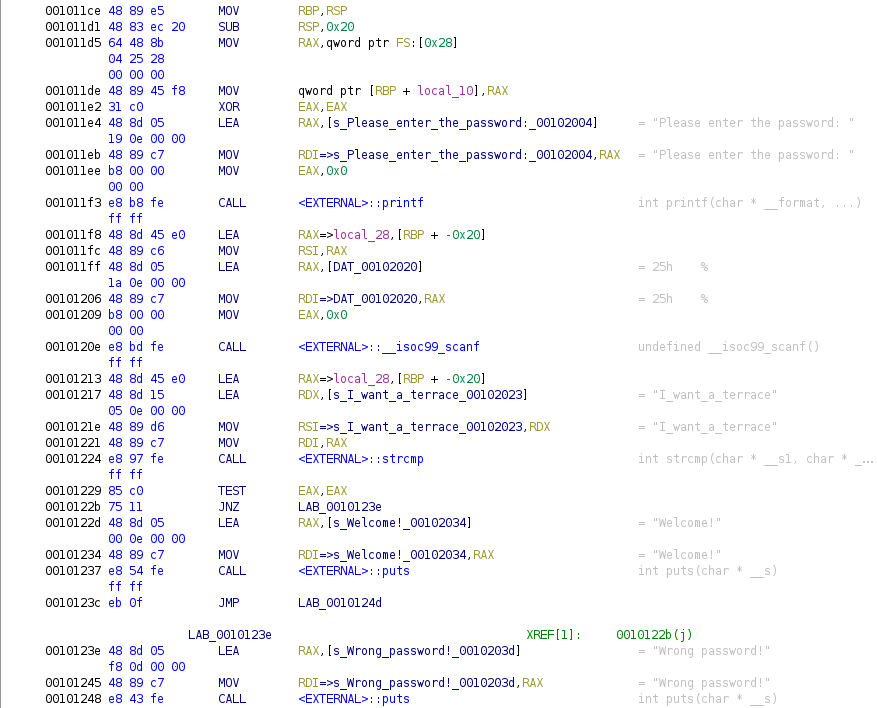 001011ce 48 89 e5 MOV RBP,RSP
001011d1 48 83 ec 20 SUB RSP,0x20
001011d5 64 48 8b MOV RAX,qword ptr FS:[0x28]
04 25 28
00 00 00
001011de 48 89 45 f8 MOV qword ptr [RBP + local_10],RAX
001011e2 31 c0 XOR EAX,EAX
001011e4 48 8d 05 LEA RAX,[s_Please_enter_the_password:_00102004] = "Please enter the password: "
19 0e 00 00
001011eb 48 89 c7 MOV RDI=>s_Please_enter_the_password:_00102004,RAX = "Please enter the password: "
001011ee b8 00 00 MOV EAX,0x0
00 00
001011f3 e8 b8 fe CALL <EXTERNAL>::printf int printf(char * __format, ...)
ff ff
001011f8 48 8d 45 e0 LEA RAX=>local_28,[RBP + -0x20]
001011fc 48 89 c6 MOV RSI,RAX
001011ff 48 8d 05 LEA RAX,[DAT_00102020] = 25h %
1a 0e 00 00
00101206 48 89 c7 MOV RDI=>DAT_00102020,RAX = 25h %
00101209 b8 00 00 MOV EAX,0x0
00 00
0010120e e8 bd fe CALL <EXTERNAL>::__isoc99_scanf undefined __isoc99_scanf()
ff ff
00101213 48 8d 45 e0 LEA RAX=>local_28,[RBP + -0x20]
00101217 48 8d 15 LEA RDX,[s_I_want_a_terrace_00102023] = "I_want_a_terrace"
05 0e 00 00
0010121e 48 89 d6 MOV RSI=>s_I_want_a_terrace_00102023,RDX = "I_want_a_terrace"
00101221 48 89 c7 MOV RDI,RAX
00101224 e8 97 fe CALL <EXTERNAL>::strcmp int strcmp(char * __s1, char * _...
ff ff
00101229 85 c0 TEST EAX,EAX
0010122b 75 11 JNZ LAB_0010123e
0010122d 48 8d 05 LEA RAX,[s_Welcome!_00102034] = "Welcome!"
00 0e 00 00
00101234 48 89 c7 MOV RDI=>s_Welcome!_00102034,RAX = "Welcome!"
00101237 e8 54 fe CALL <EXTERNAL>::puts int puts(char * __s)
ff ff
0010123c eb 0f JMP LAB_0010124d
LAB_0010123e XREF[1]: 0010122b(j)
0010123e 48 8d 05 LEA RAX,[s_Wrong_password!_0010203d] = "Wrong password!"
f8 0d 00 00
00101245 48 89 c7 MOV RDI=>s_Wrong_password!_0010203d,RAX = "Wrong password!"
00101248 e8 43 fe CALL <EXTERNAL>::puts int puts(char * __s)